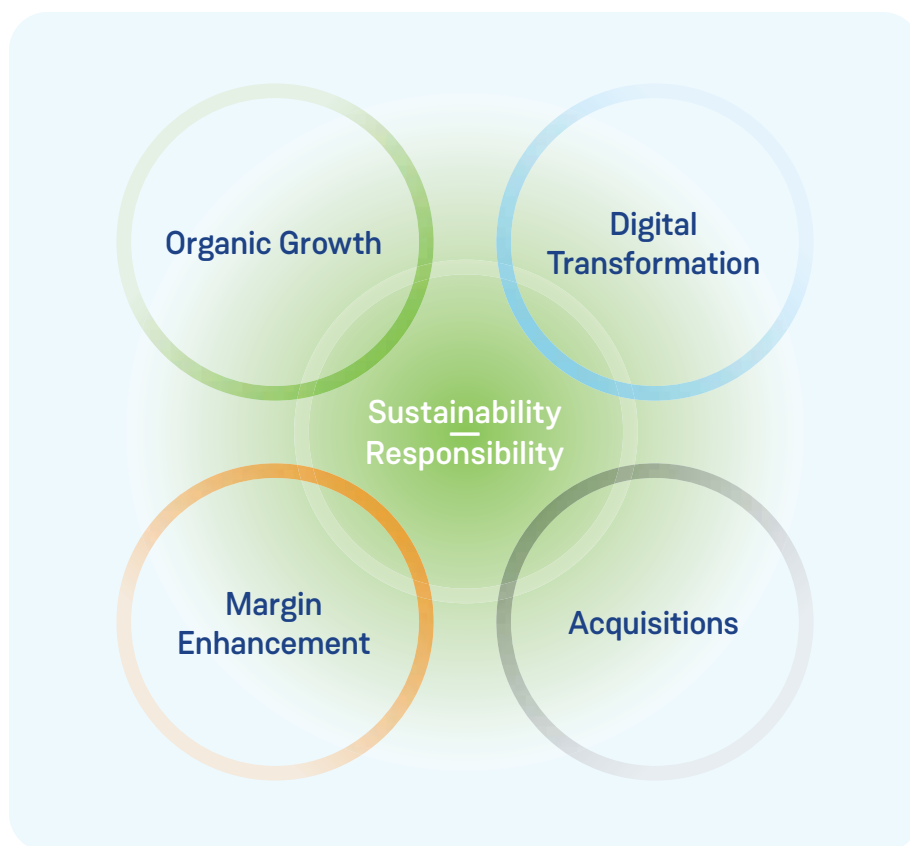 Organic Growth
Digital
Transformation
Sustainability
Responsibility
Margin
Enhancement
Acquisitions